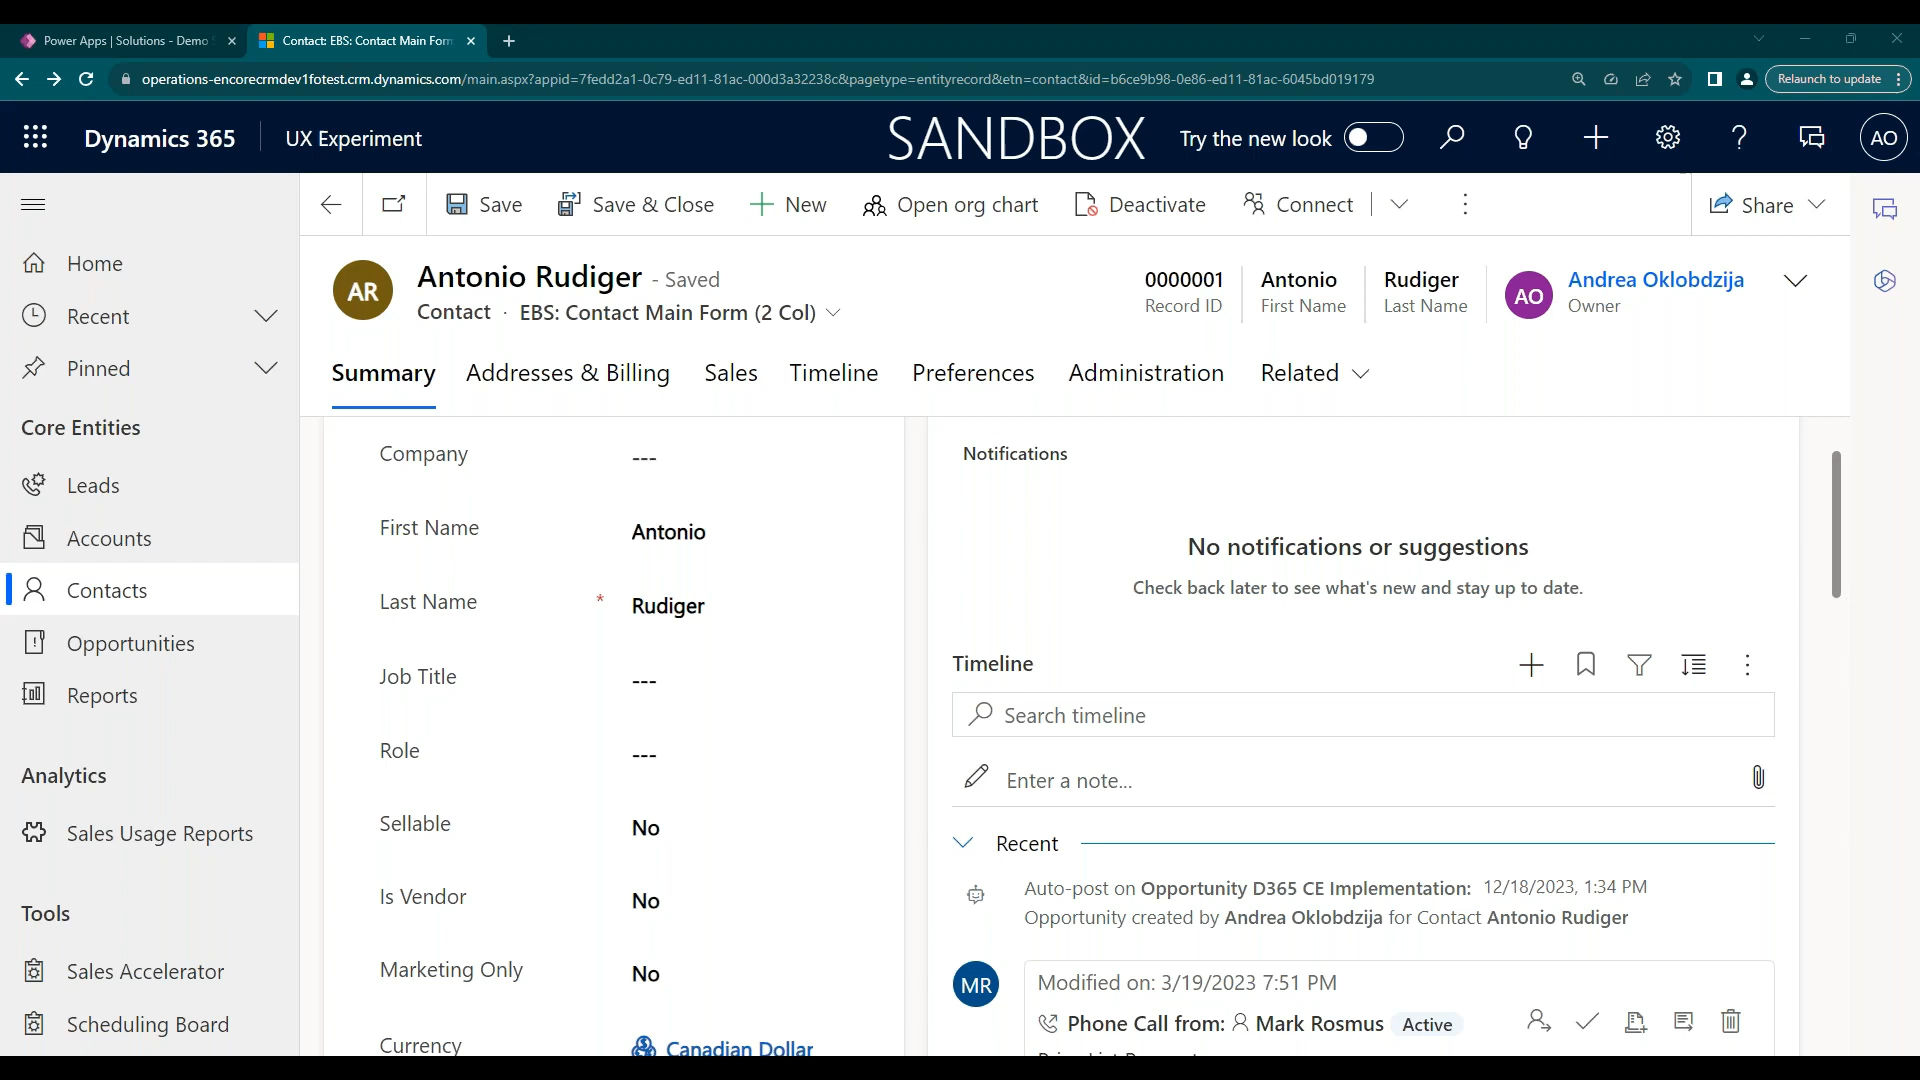 Power Apps | Solutions - Demo
Contact: EBS: Contact Main Form
operations-encorecrmdev1fotest.crm.dynamics.com/main.aspx?appid=7fedd2a1-0c79-ed11-81ac-000d3a32238c&pagetype=entityrecord&etn=contact&id=b6ce9b98-0e86-ed11-81ac-6045bd019179
Relaunch to update
Dynamics 365
UX Experiment
SANDBOX
Try the new look
AO
Save
Save & Close
New
Open org chart
Deactivate
Connect
Share
Home
Recent
Pinned
Core Entities
Leads
Accounts
Contacts
Opportunities
Reports
Analytics
Sales Usage Reports
Tools
Sales Accelerator
Scheduling Board
AR
Antonio Rudiger - Saved
Contact · EBS: Contact Main Form (2 Col)
0000001
Record ID
Antonio
First Name
Rudiger
Last Name
AO
Andrea Oklobdzija
Owner
Summary
Addresses & Billing
Sales
Timeline
Preferences
Administration
Related
Company ---
First Name Antonio
Last Name * Rudiger
Job Title ---
Role ---
Sellable No
Is Vendor No
Marketing Only No
Currency Canadian Dollar
Notifications
No notifications or suggestions
Check back later to see what's new and stay up to date.
Timeline
Search timeline
Enter a note...
Recent
Auto-post on Opportunity D365 CE Implementation: 12/18/2023, 1:34 PM
Opportunity created by Andrea Oklobdzija for Contact Antonio Rudiger
MR
Modified on: 3/19/2023 7:51 PM
Phone Call from: Mark Rosmus Active